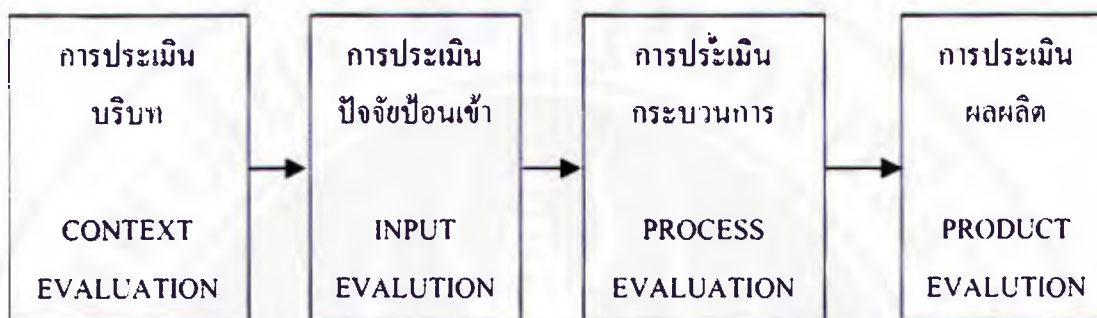 การประเมิน
บริบท
CONTEXT
EVALUATION
การประเมิน
ปัจจัยป้อนเข้า
INPUT
EVALUTION
การประเมิน
กระบวนการ
PROCESS
EVALUATION
การประเมิน
ผลผลิต
PRODUCT
EVALUTION